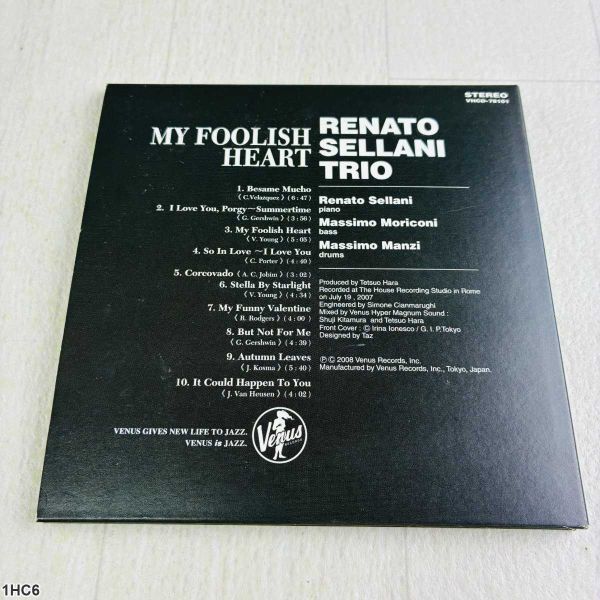 STEREO
VHCD-78101
MY FOOLISH
HEART
1. Besame Mucho
( C.Velazquez ) ( 6 : 47 )
2. I Love You, Porgy~Summertime
( G. Gershwin ) ( 3 : 56 )
3. My Foolish Heart
( V. Young ) ( 5 : 05 )
4. So In Love ~I Love You
( C. Porter ) ( 4 : 40 )
5. Corcovado ( A. C. Jobim ) ( 3 : 02 )
6. Stella By Starlight
( V. Young ) ( 4 : 34 )
7. My Funny Valentine
( R. Rodgers ) ( 4 : 00 )
8. But Not For Me
( G. Gershwin ) ( 4 : 39 )
9. Autumn Leaves
( J. Kosma ) ( 5 : 40 )
10. It Could Happen To You
( J. Van Heusen ) ( 4 : 02 )
VENUS GIVES NEW LIFE TO JAZZ.
VENUS is JAZZ.
Venus
RECORDS
RENATO
SELLANI
TRIO
Renato Sellani
piano
Massimo Moriconi
bass
Massimo Manzi
drums
Produced by Tetsuo Hara
Recorded at The House Recording Studio in Rome
on July 19 , 2007
Engineered by Simone Cianmarughi
Mixed by Venus Hyper Magnum Sound :
Shuji Kitamura and Tetsuo Hara
Front Cover : © Irina Ionesco / G. I. P.Tokyo
Designed by Taz
℗© 2008 Venus Records, Inc.
Manufactured by Venus Records, Inc., Tokyo, Japan.
1HC6